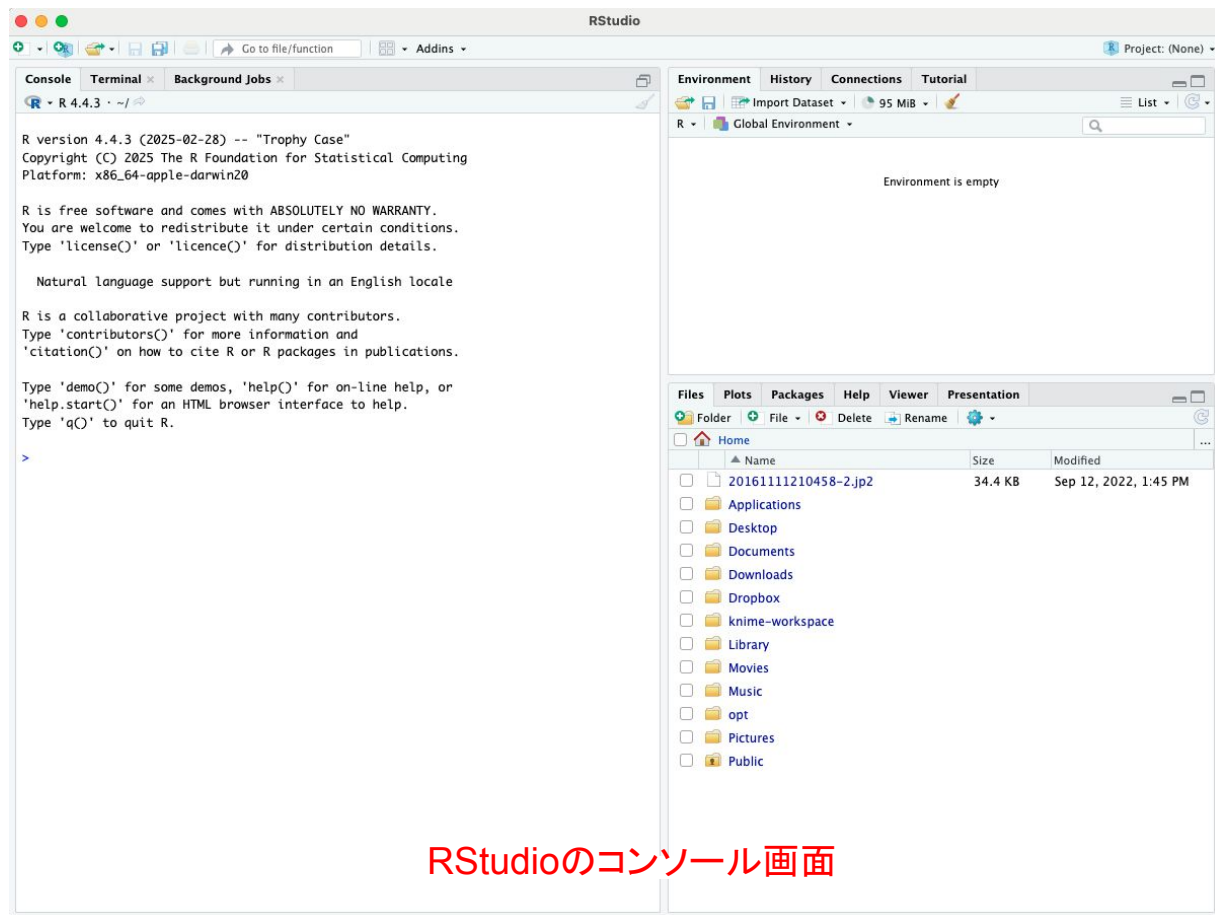 RStudio
Go to file/function
Addins
Project: (None)
Console Terminal Background Jobs
R 4.4.3 · ~/
R version 4.4.3 (2025-02-28) -- "Trophy Case"
Copyright (C) 2025 The R Foundation for Statistical Computing
Platform: x86_64-apple-darwin20
R is free software and comes with ABSOLUTELY NO WARRANTY.
You are welcome to redistribute it under certain conditions.
Type 'license()' or 'licence()' for distribution details.
Natural language support but running in an English locale
R is a collaborative project with many contributors.
Type 'contributors()' for more information and
'citation()' on how to cite R or R packages in publications.
Type 'demo()' for some demos, 'help()' for on-line help, or
'help.start()' for an HTML browser interface to help.
Type 'q()' to quit R.
>
Environment History Connections Tutorial
Import Dataset 95 MiB List
R Global Environment
Environment is empty
Files Plots Packages Help Viewer Presentation
Folder File Delete Rename
Home ...
Name Size Modified
20161111210458-2.jp2 34.4 KB Sep 12, 2022, 1:45 PM
Applications
Desktop
Documents
Downloads
Dropbox
knime-workspace
Library
Movies
Music
opt
Pictures
Public
RStudioのコンソール画面